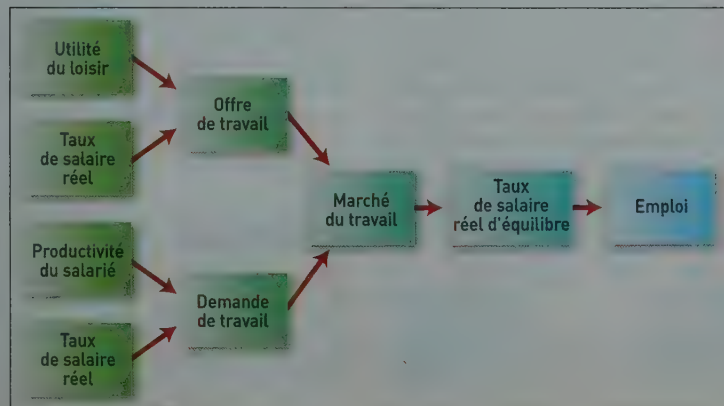 Utilité
du loisir
Taux
de salaire
réel
Offre
de travail
Productivité
du salarié
Taux
de salaire
réel
Demande
de travail
Marché
du travail
Taux
de salaire
réel d'équilibre
Emploi